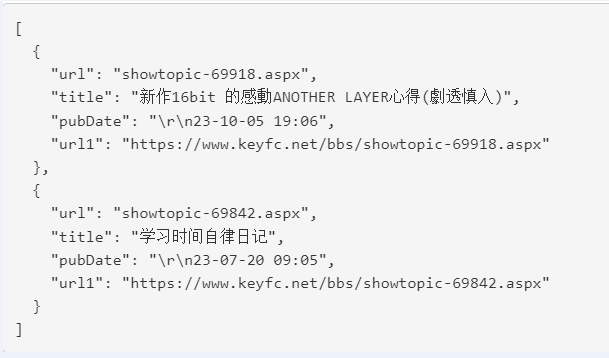 [
  {
    "url": "showtopic-69918.aspx",
    "title": "新作16bit 的感動ANOTHER LAYER心得(劇透慎入)",
    "pubDate": "\r\n23-10-05 19:06",
    "url1": "https://www.keyfc.net/bbs/showtopic-69918.aspx"
  },
  {
    "url": "showtopic-69842.aspx",
    "title": "学习时间自律日记",
    "pubDate": "\r\n23-07-20 09:05",
    "url1": "https://www.keyfc.net/bbs/showtopic-69842.aspx"
  }
]